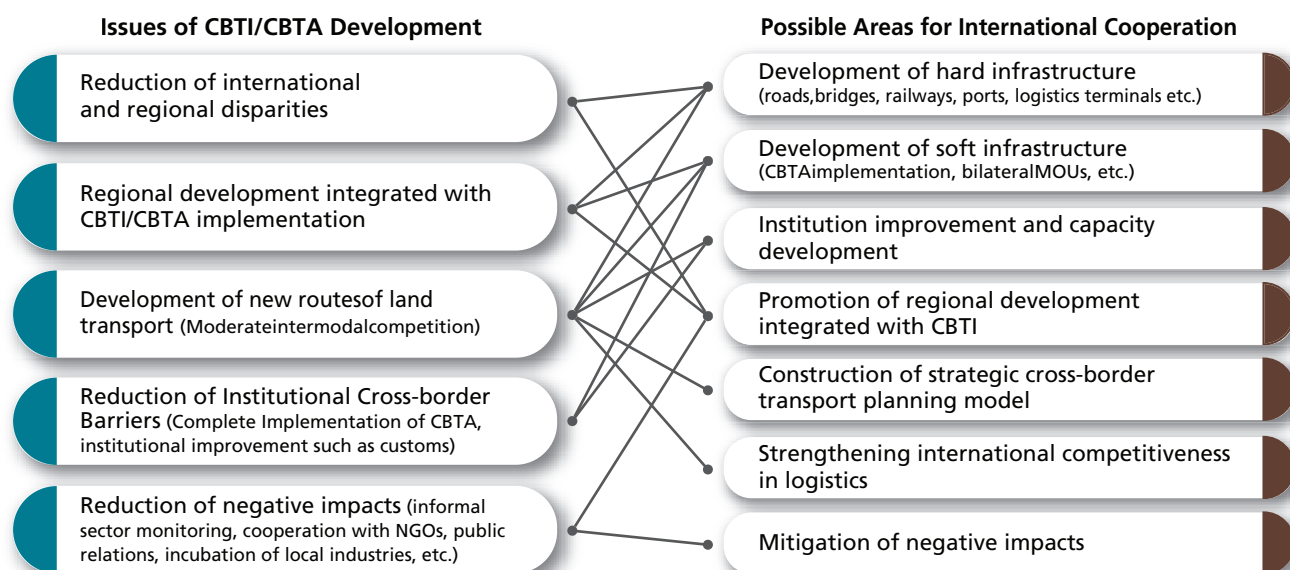 Issues of CBTI/CBTA Development
Reduction of international
and regional disparities
Regional development integrated with
CBTI/CBTA implementation
Development of new routesof land
transport (Moderateintermodalcompetition)
Reduction of Institutional Cross-border
Barriers (Complete Implementation of CBTA,
institutional improvement such as customs)
Reduction of negative impacts (informal
sector monitoring, cooperation with NGOs, public
relations, incubation of local industries, etc.)
Possible Areas for International Cooperation
Development of hard infrastructure
(roads,bridges, railways, ports, logistics terminals etc.)
Development of soft infrastructure
(CBTAimplementation, bilateralMOUs, etc.)
Institution improvement and capacity
development
Promotion of regional development
integrated with CBTI
Construction of strategic cross-border
transport planning model
Strengthening international competitiveness
in logistics
Mitigation of negative impacts